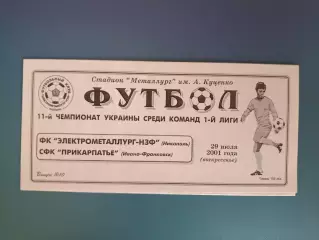 Стадион "Металлург" им. А. Куценко
ФУТБОЛ
11-й ЧЕМПИОНАТ УКРАИНЫ СРЕДИ КОМАНД 1-й ЛИГИ
ФК "ЭЛЕКТРОМЕТАЛЛУРГ-НЗФ" (Никополь)
СФК "ПРИКАРПАТЬЕ" (Ивано-Франковск)
29 июля
2001 года
(воскресенье)